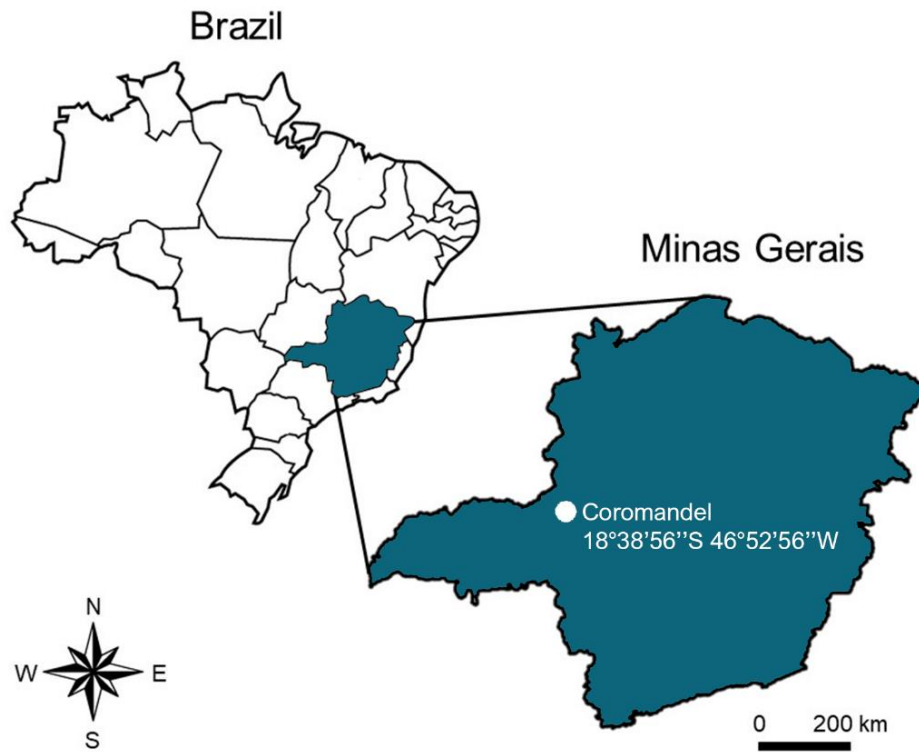 Brazil
Minas Gerais
Coromandel
18°38’56’’S 46°52’56’’W
N
W E
S
0 200 km